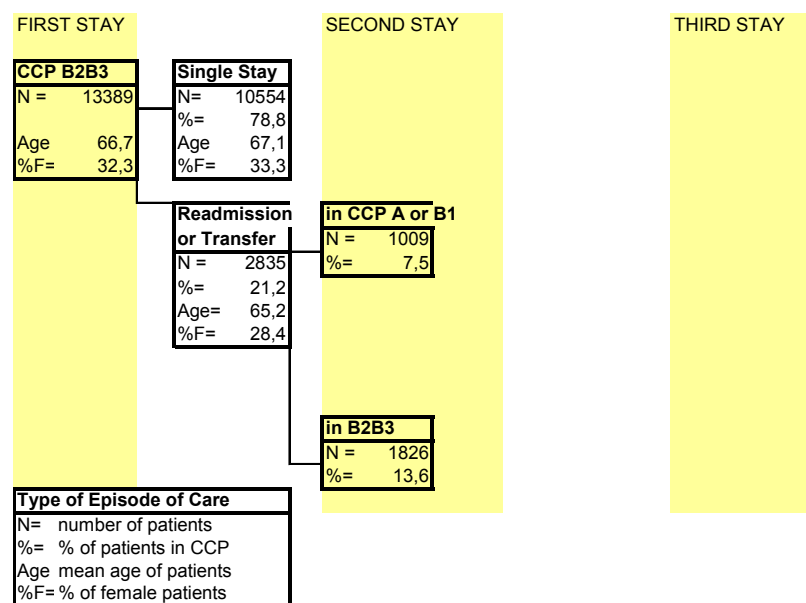 FIRST STAY
SECOND STAY
THIRD STAY
CCP B2B3
N = 13389
Age 66,7
%F= 32,3
Single Stay
N= 10554
%= 78,8
Age 67,1
%F= 33,3
Readmission
or Transfer
N = 2835
%= 21,2
Age= 65,2
%F= 28,4
in CCP A or B1
N = 1009
%= 7,5
in B2B3
N = 1826
%= 13,6
Type of Episode of Care
N= number of patients
%= % of patients in CCP
Age mean age of patients
%F= % of female patients